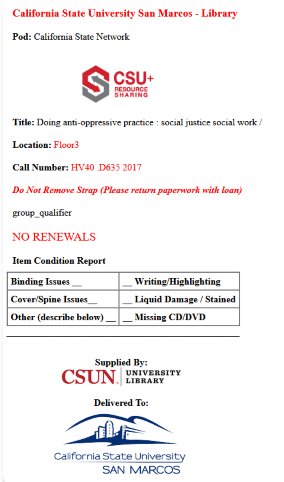 California State University San Marcos - Library
Pod: California State Network
CSU+
RESOURCE
SHARING
Title: Doing anti-oppressive practice : social justice social work /
Location: Floor3
Call Number: HV40 .D635 2017
Do Not Remove Strap (Please return paperwork with loan)
group_qualifier
NO RENEWALS
Item Condition Report
Binding Issues __ __ Writing/Highlighting
Cover/Spine Issues__ __ Liquid Damage / Stained
Other (describe below) __ __ Missing CD/DVD
Supplied By:
CSUN. UNIVERSITY
LIBRARY
Delivered To:
California State University
SAN MARCOS